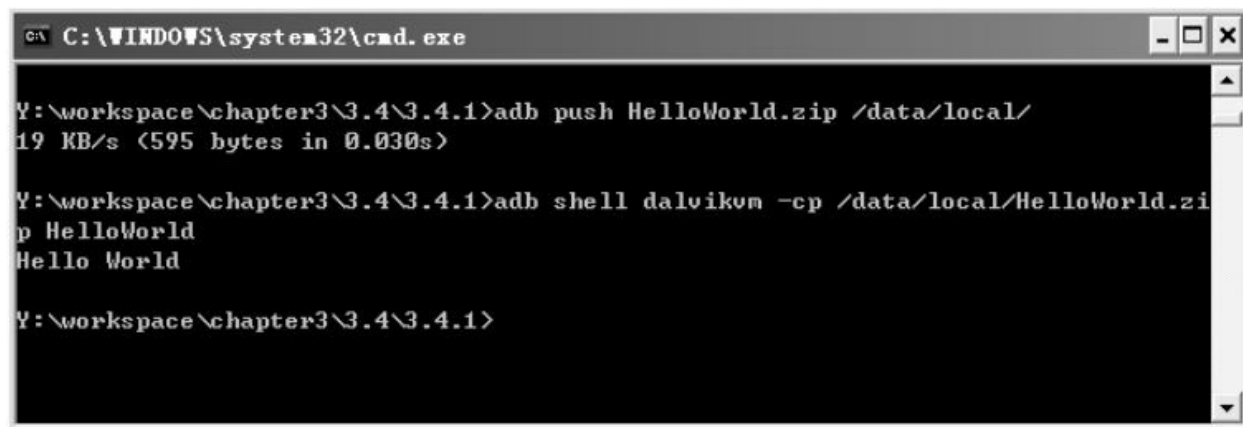 C:\WINDOWS\system32\cmd.exe
Y:\workspace\chapter3\3.4\3.4.1>adb push HelloWorld.zip /data/local/
19 KB/s (595 bytes in 0.030s)
Y:\workspace\chapter3\3.4\3.4.1>adb shell dalvikvm -cp /data/local/HelloWorld.zi
p HelloWorld
Hello World
Y:\workspace\chapter3\3.4\3.4.1>